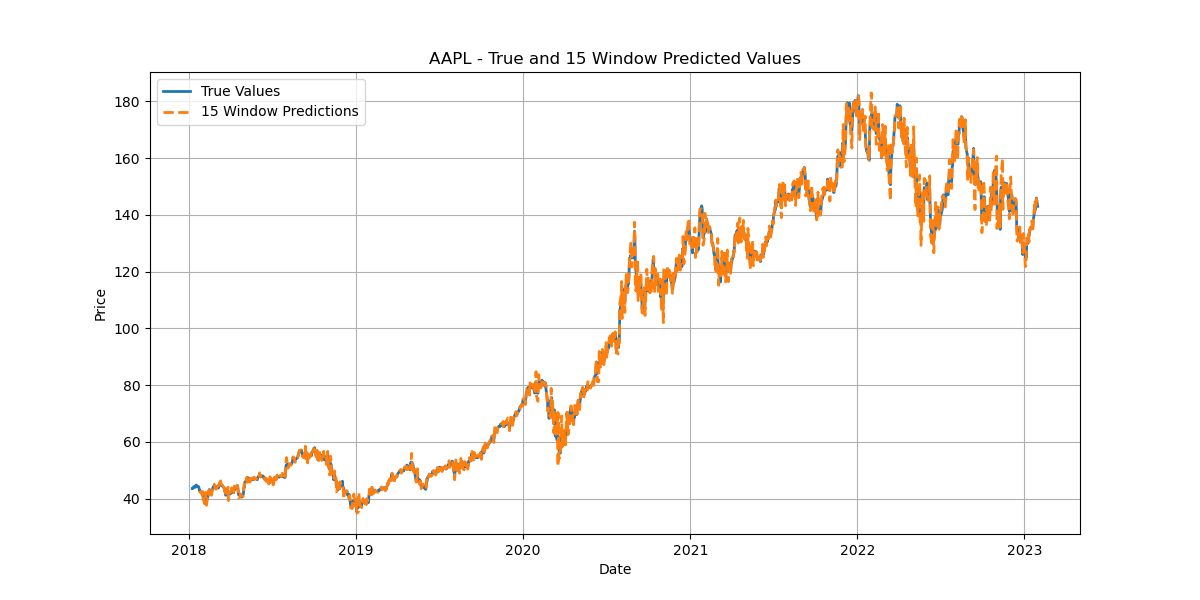 AAPL - True and 15 Window Predicted Values
True Values
15 Window Predictions
Price
180
160
140
120
100
80
60
40
2018 2019 2020 2021 2022 2023
Date